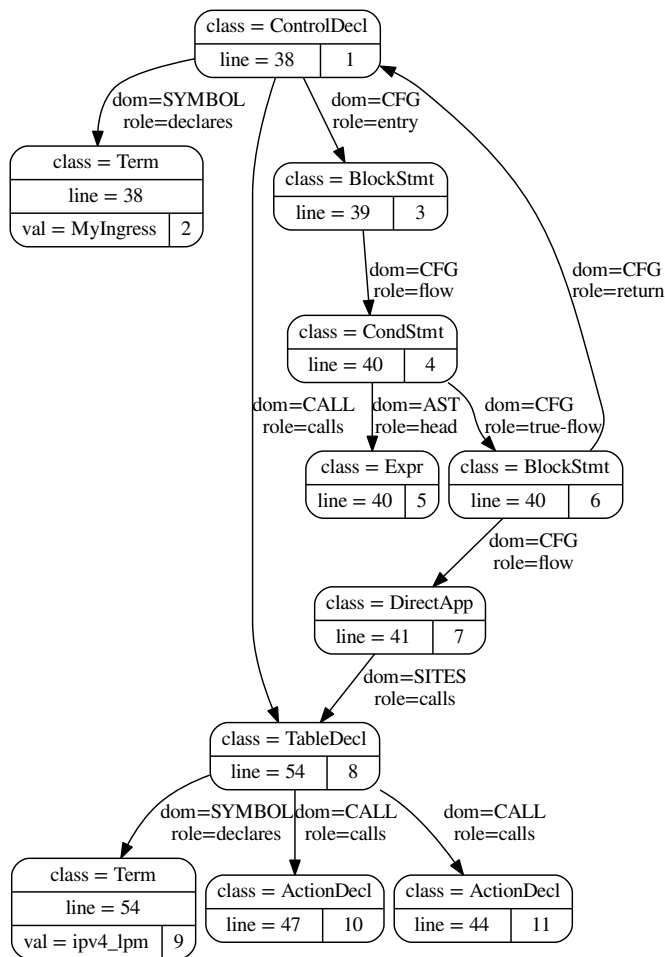 class = ControlDecl
line = 38 1
dom=SYMBOL
role=declares
dom=CFG
role=entry
class = Term
line = 38
val = MyIngress 2
class = BlockStmt
line = 39 3
dom=CFG
role=flow
dom=CFG
role=return
class = CondStmt
line = 40 4
dom=CALL
role=calls
dom=AST
role=head
dom=CFG
role=true-flow
class = Expr
line = 40 5
class = BlockStmt
line = 40 6
dom=CFG
role=flow
class = DirectApp
line = 41 7
dom=SITES
role=calls
class = TableDecl
line = 54 8
dom=SYMBOL
role=declares
dom=CALL
role=calls
dom=CALL
role=calls
class = Term
line = 54
val = ipv4_lpm 9
class = ActionDecl
line = 47 10
class = ActionDecl
line = 44 11